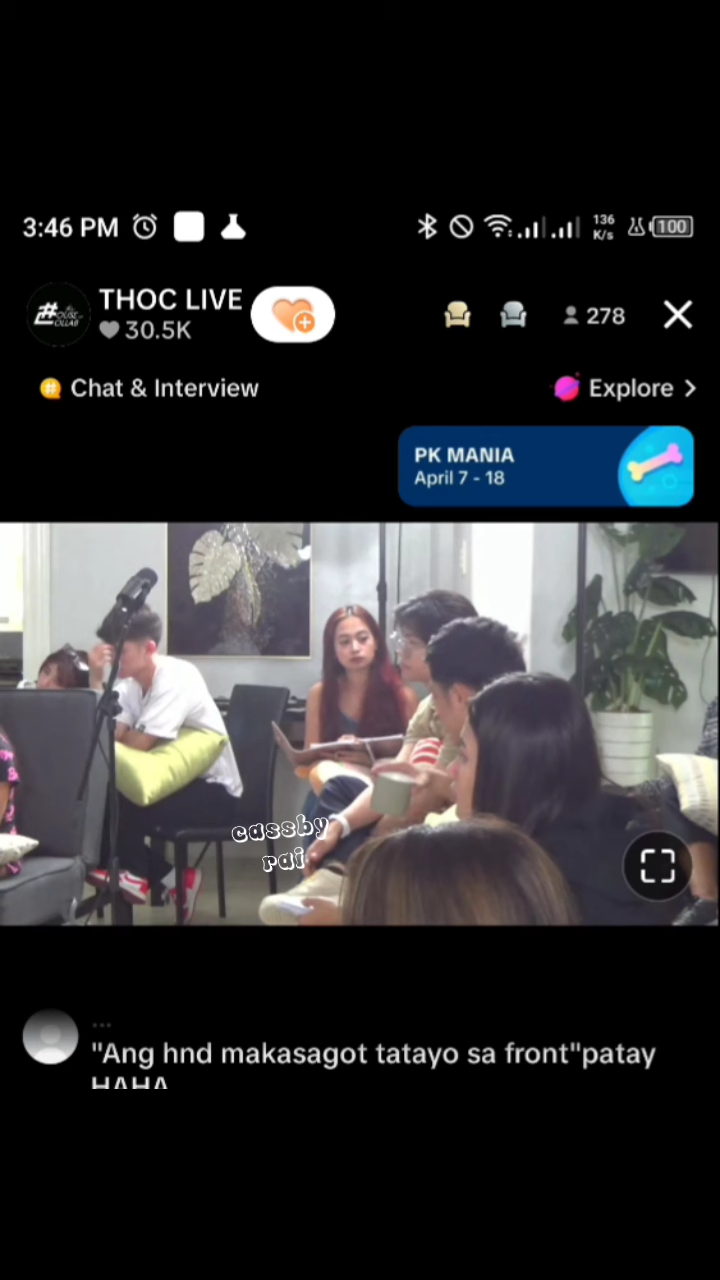 3:46 PM
136
K/s
100
THOC LIVE
30.5K
278
Chat & Interview
Explore >
PK MANIA
April 7 - 18
cassby
rai
...
"Ang hnd makasagot tatayo sa front"patay
HAHA